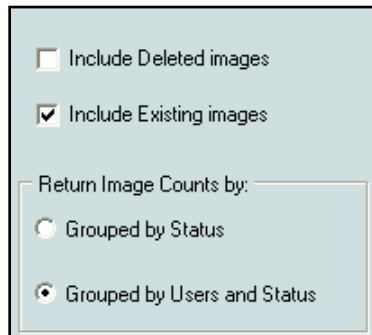 Include Deleted images
Include Existing images
Return Image Counts by:
Grouped by Status
Grouped by Users and Status